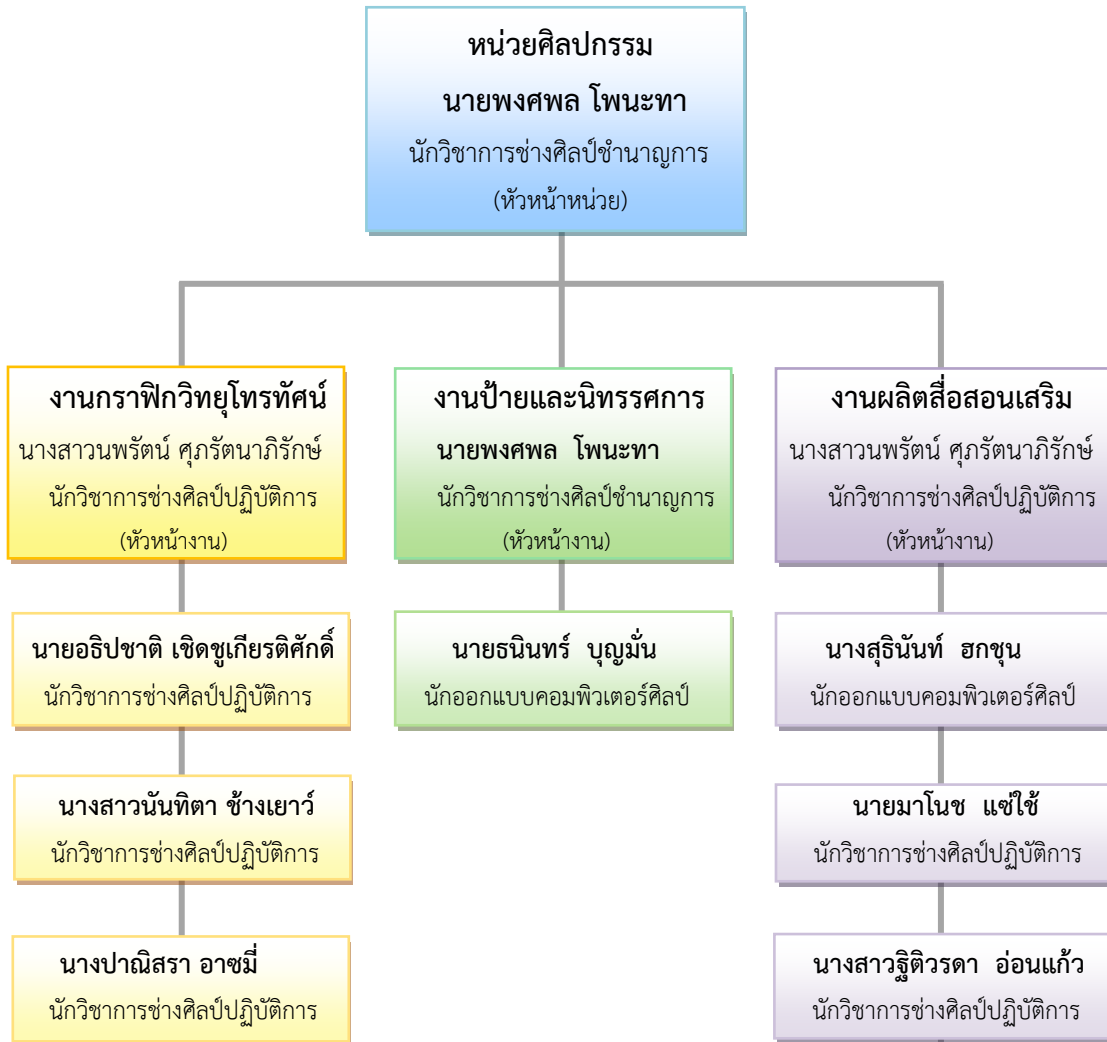 หน่วยศิลปกรรม
นายพงศพล โพนะทา
นักวิชาการช่างศิลป์ชำนาญการ
(หัวหน้าหน่วย)
งานกราฟิกวิทยุโทรทัศน์
นางสาวนพรัตน์ ศุภรัตนาภิรักษ์
นักวิชาการช่างศิลป์ปฏิบัติการ
(หัวหน้างาน)
งานป้ายและนิทรรศการ
นายพงศพล โพนะทา
นักวิชาการช่างศิลป์ชำนาญการ
(หัวหน้างาน)
งานผลิตสื่อสอนเสริม
นางสาวนพรัตน์ ศุภรัตนาภิรักษ์
นักวิชาการช่างศิลป์ปฏิบัติการ
(หัวหน้างาน)
นายอธิปชาติ เชิดชูเกียรติศักดิ์
นักวิชาการช่างศิลป์ปฏิบัติการ
นายธนินทร์ บุญมั่น
นักออกแบบคอมพิวเตอร์ศิลป์
นางสุธินันท์ ฮกชุน
นักออกแบบคอมพิวเตอร์ศิลป์
นางสาวนันทิตา ช้างเยาว์
นักวิชาการช่างศิลป์ปฏิบัติการ
นายมาโนช แซ่ใช้
นักวิชาการช่างศิลป์ปฏิบัติการ
นางปาณิสรา อาซมี่
นักวิชาการช่างศิลป์ปฏิบัติการ
นางสาวฐิติวรดา อ่อนแก้ว
นักวิชาการช่างศิลป์ปฏิบัติการ